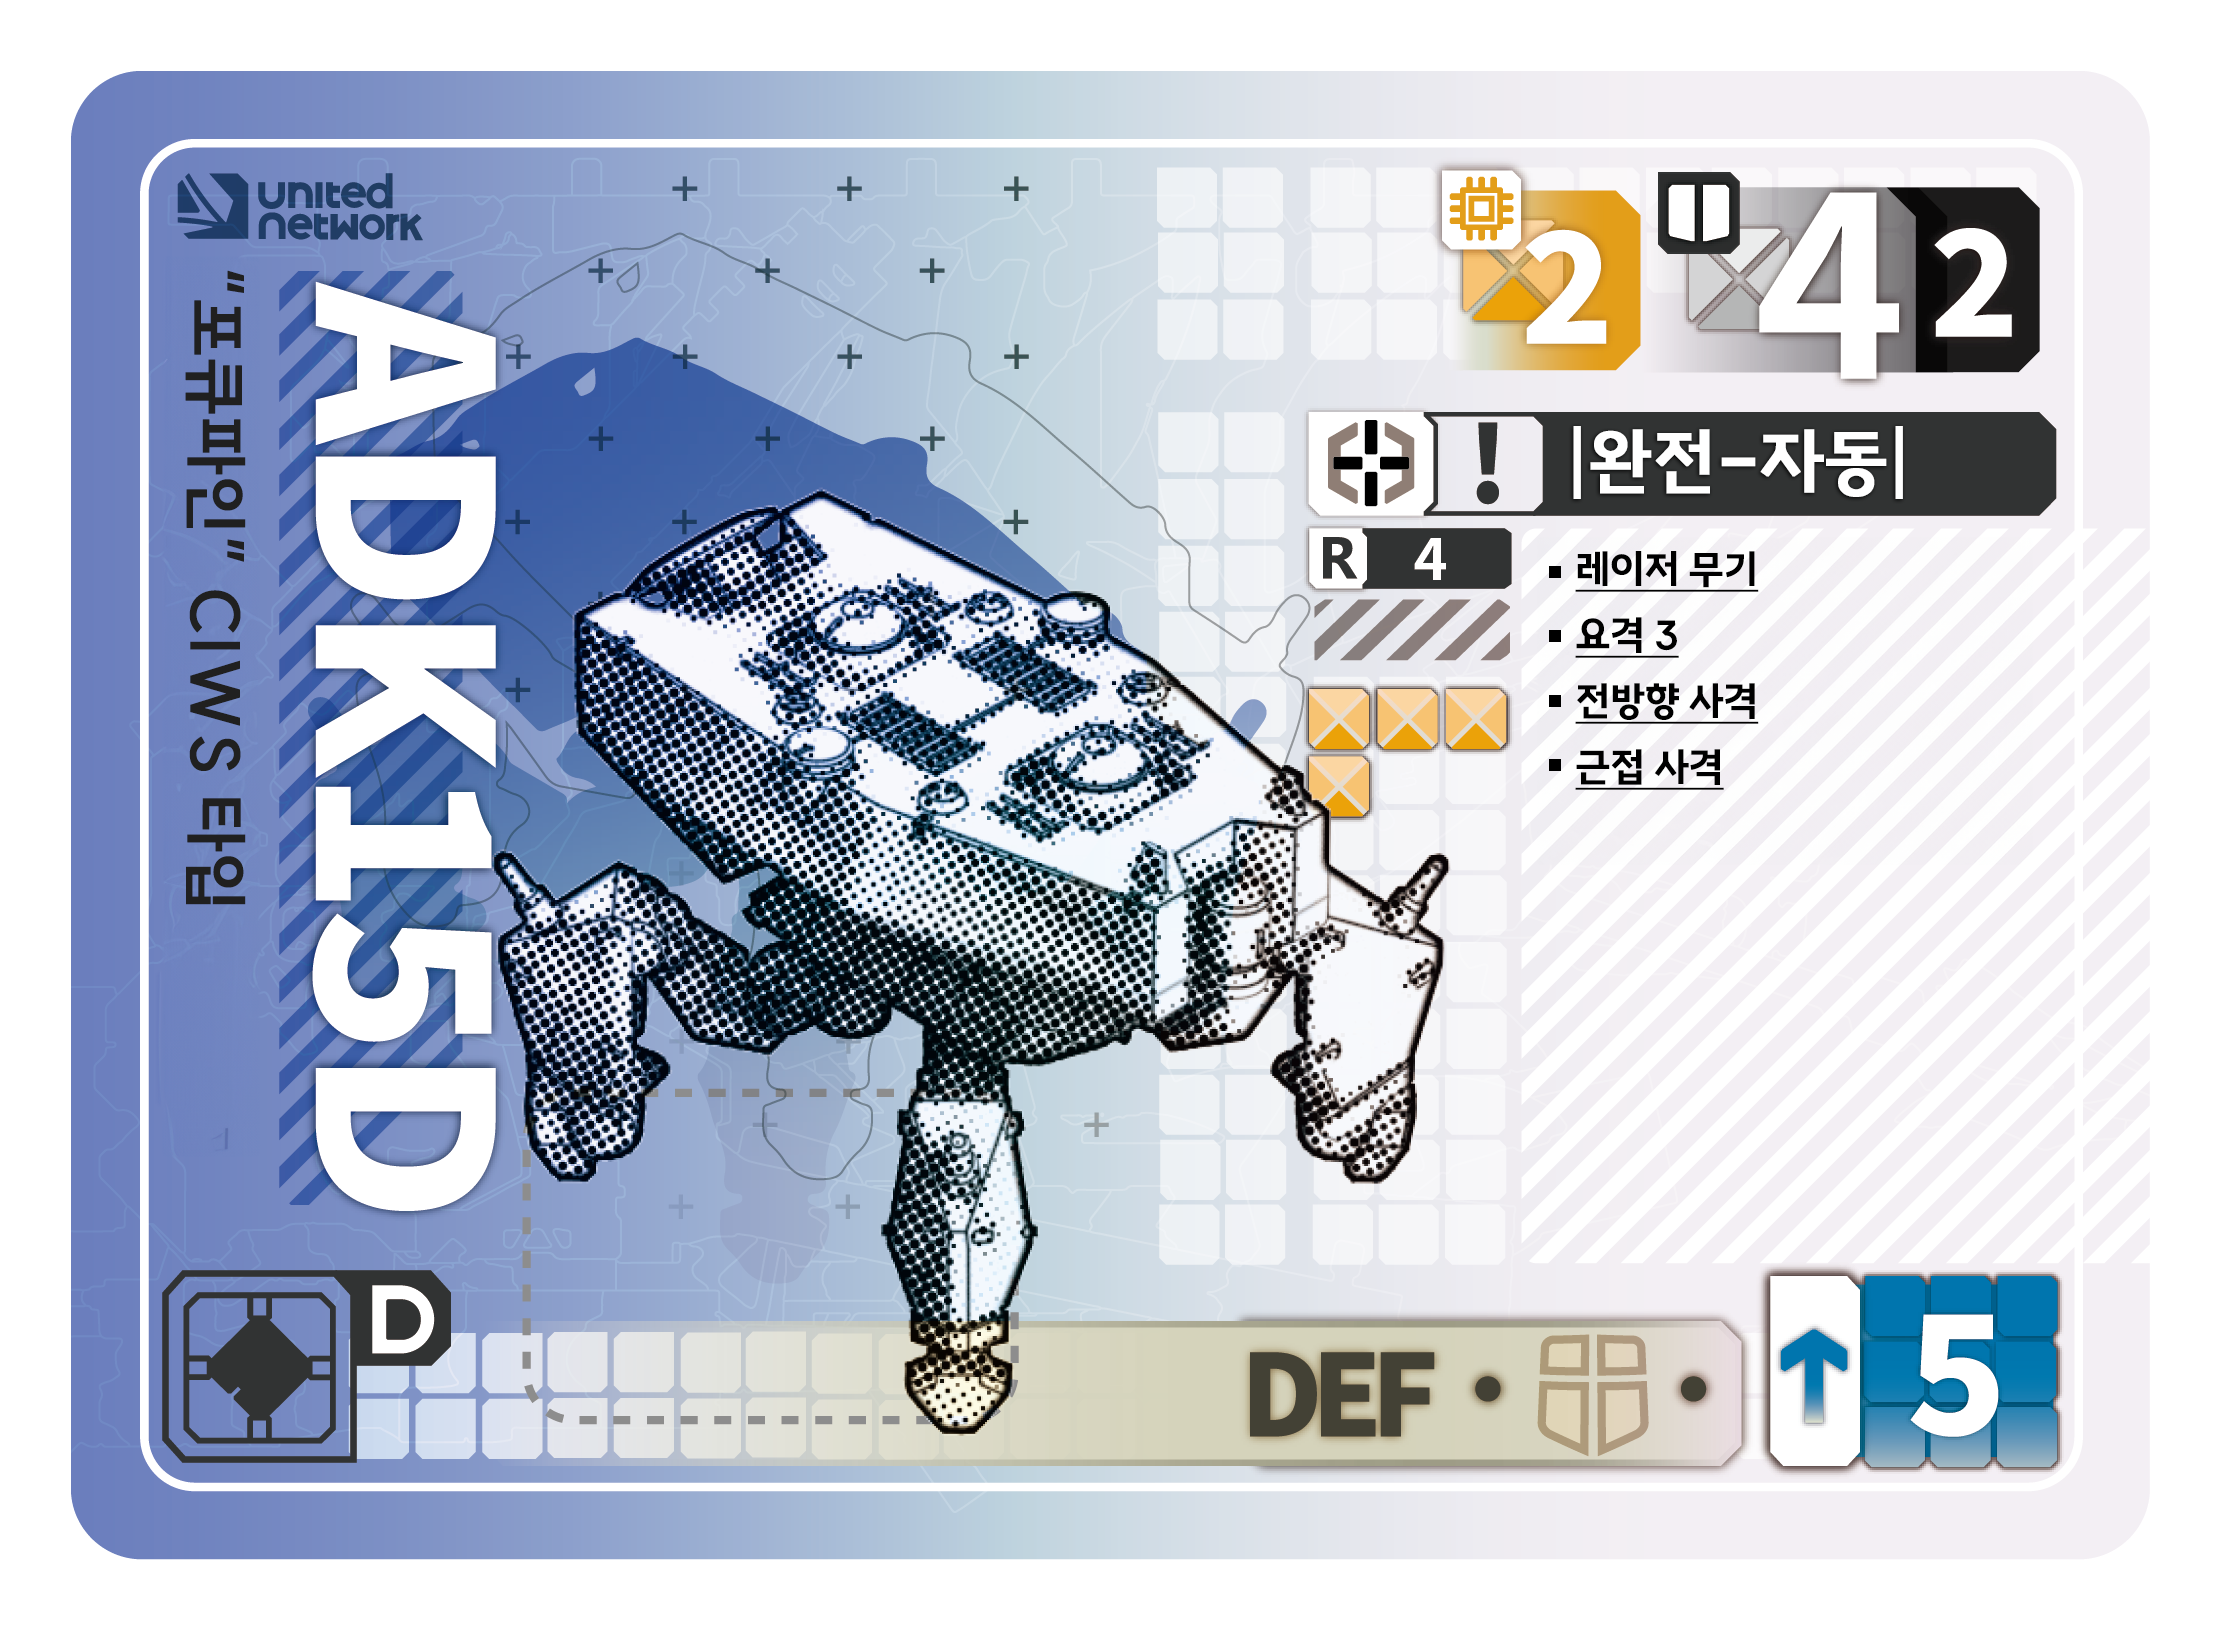 united
network
"포큐파인" CIWS 타입
ADK15D
2
4
2
! |완전-자동|
R 4
▪ 레이저 무기
▪ 요격 3
▪ 전방향 사격
▪ 근접 사격
D
DEF
5